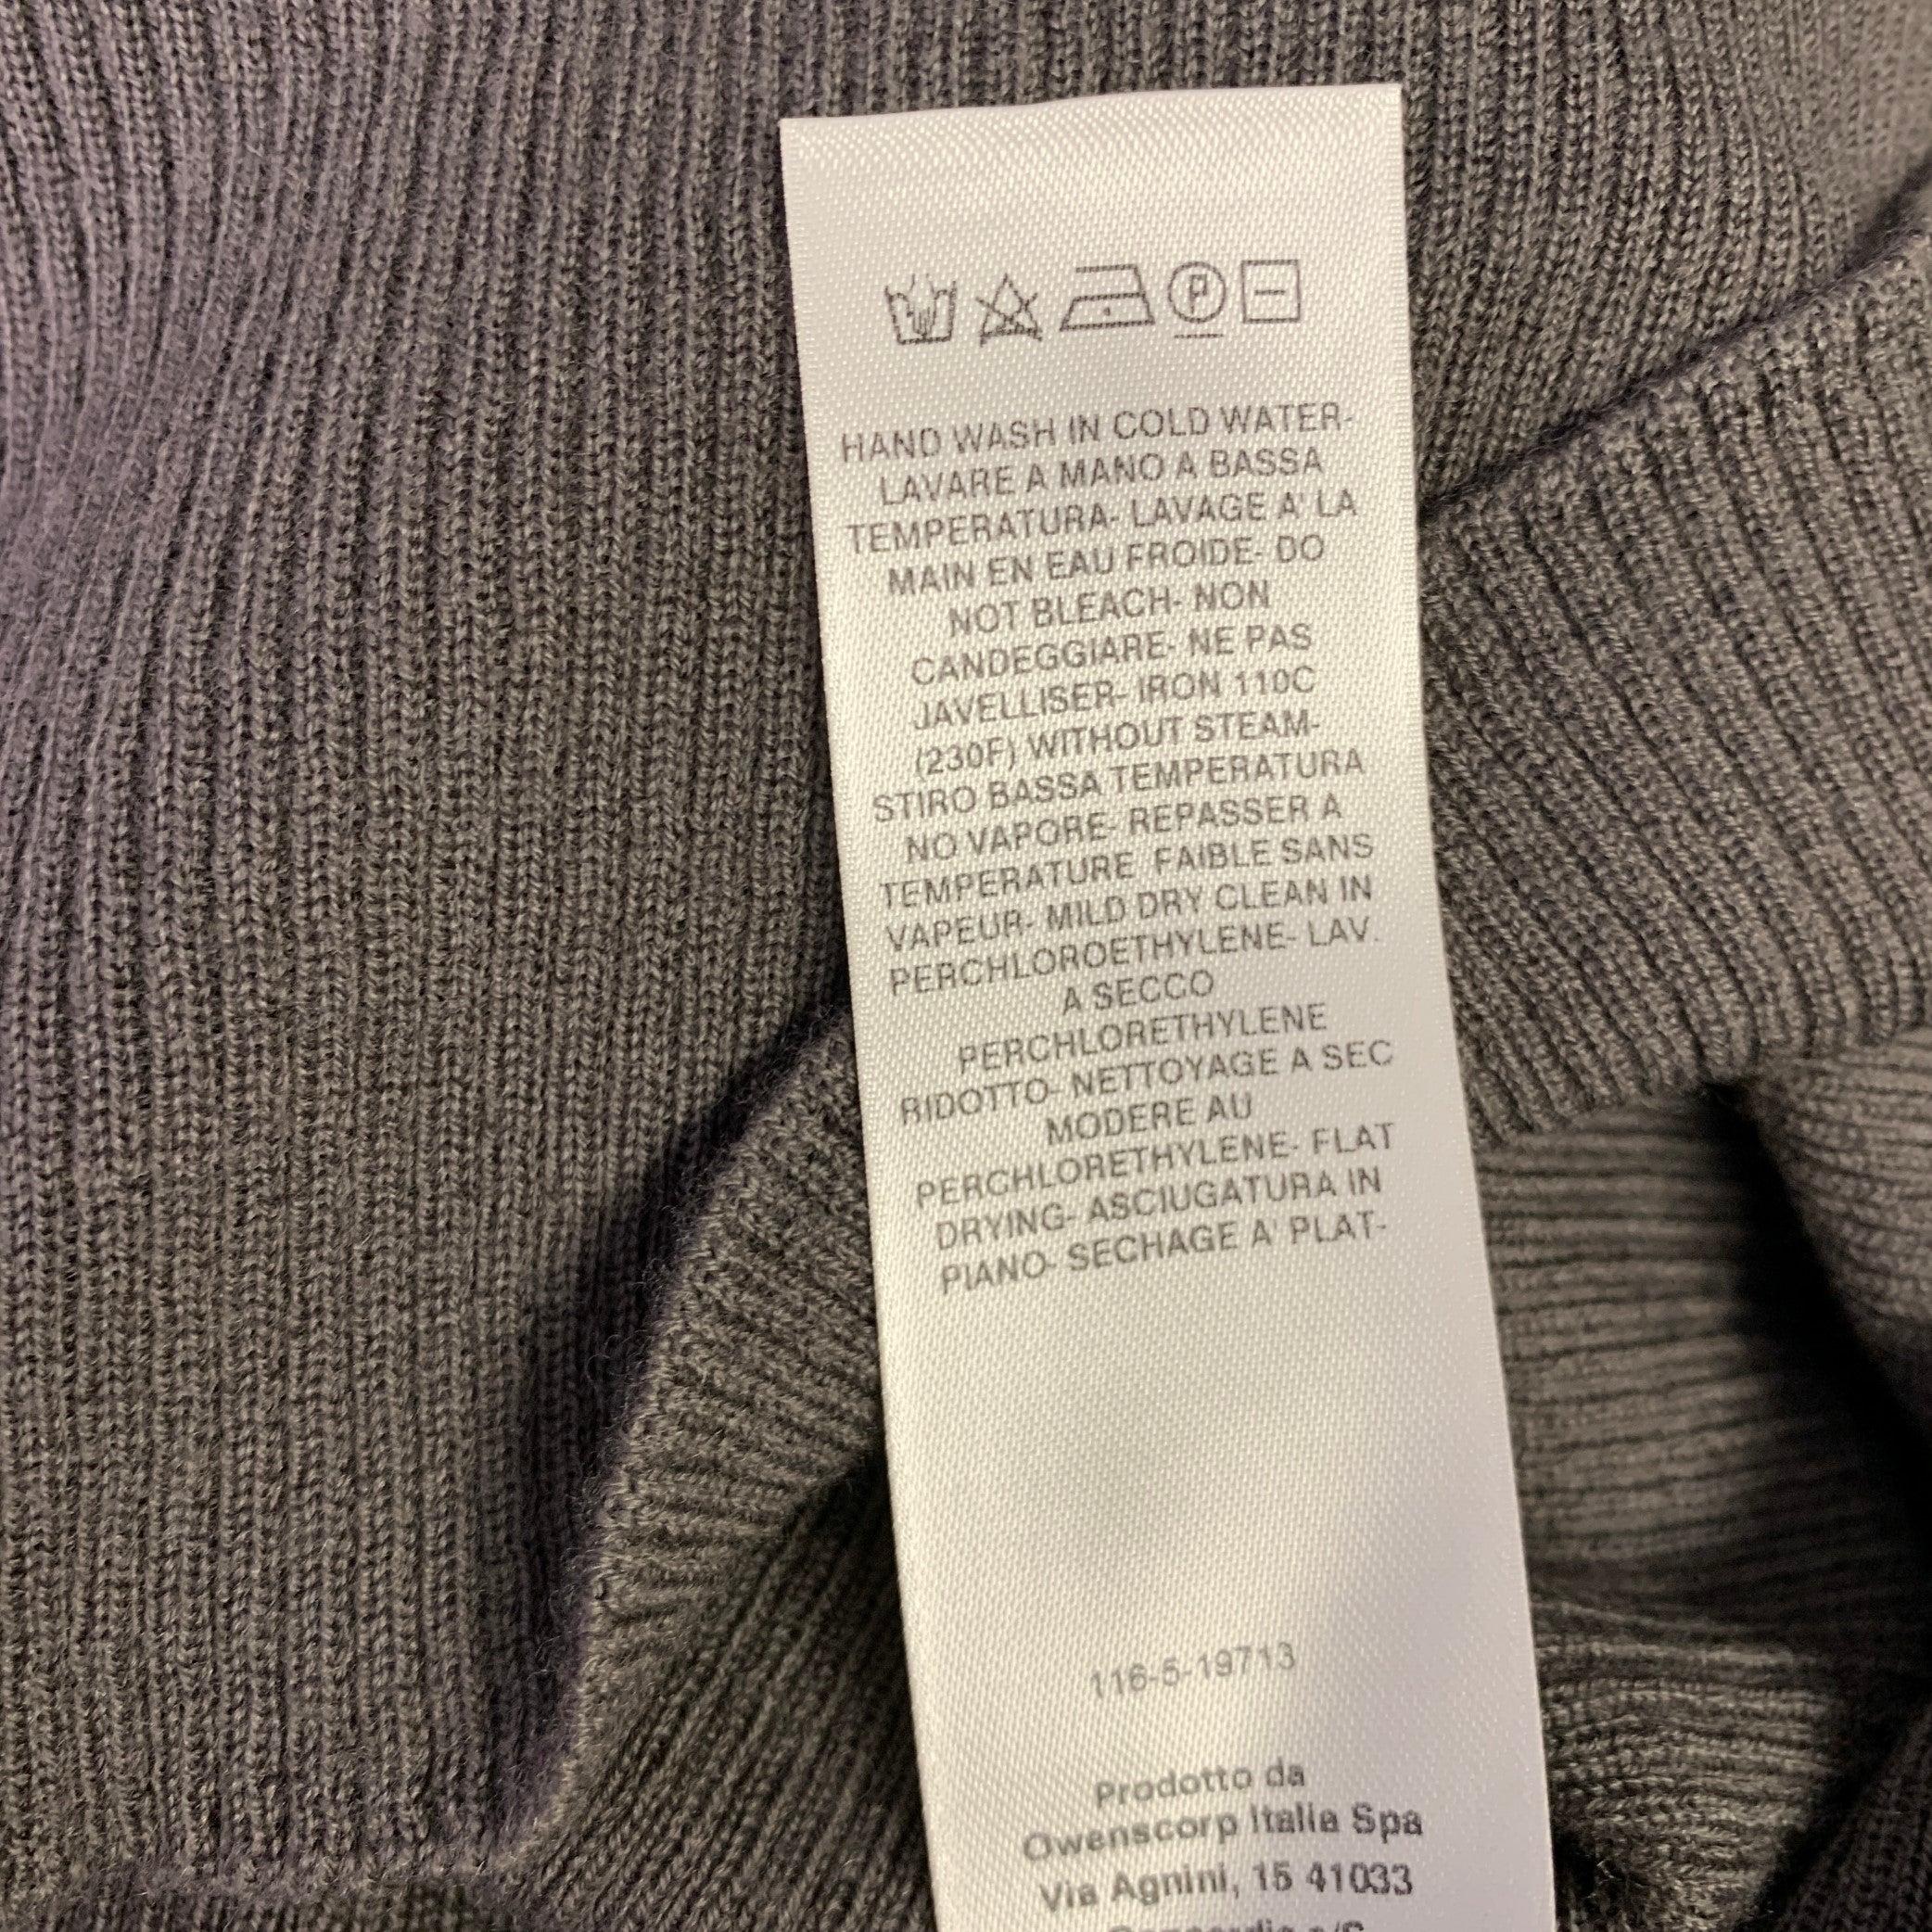 P
HAND WASH IN COLD WATER-
LAVARE A MANO A BASSA
TEMPERATURA- LAVAGE A' LA
MAIN EN EAU FROIDE- DO
NOT BLEACH- NON
CANDEGGIARE- NE PAS
JAVELLISER- IRON 110C
(230F) WITHOUT STEAM-
STIRO BASSA TEMPERATURA
NO VAPORE- REPASSER A
TEMPERATURE FAIBLE SANS
VAPEUR- MILD DRY CLEAN IN
PERCHLOROETHYLENE- LAV.
A SECCO
PERCHLORETHYLENE
RIDOTTO- NETTOYAGE A SEC
MODERE AU
PERCHLORETHYLENE- FLAT
DRYING- ASCIUGATURA IN
PIANO- SECHAGE A' PLAT-
116-5-19713
Prodotto da
Owenscorp Italia Spa
Via Agnini, 15 41033